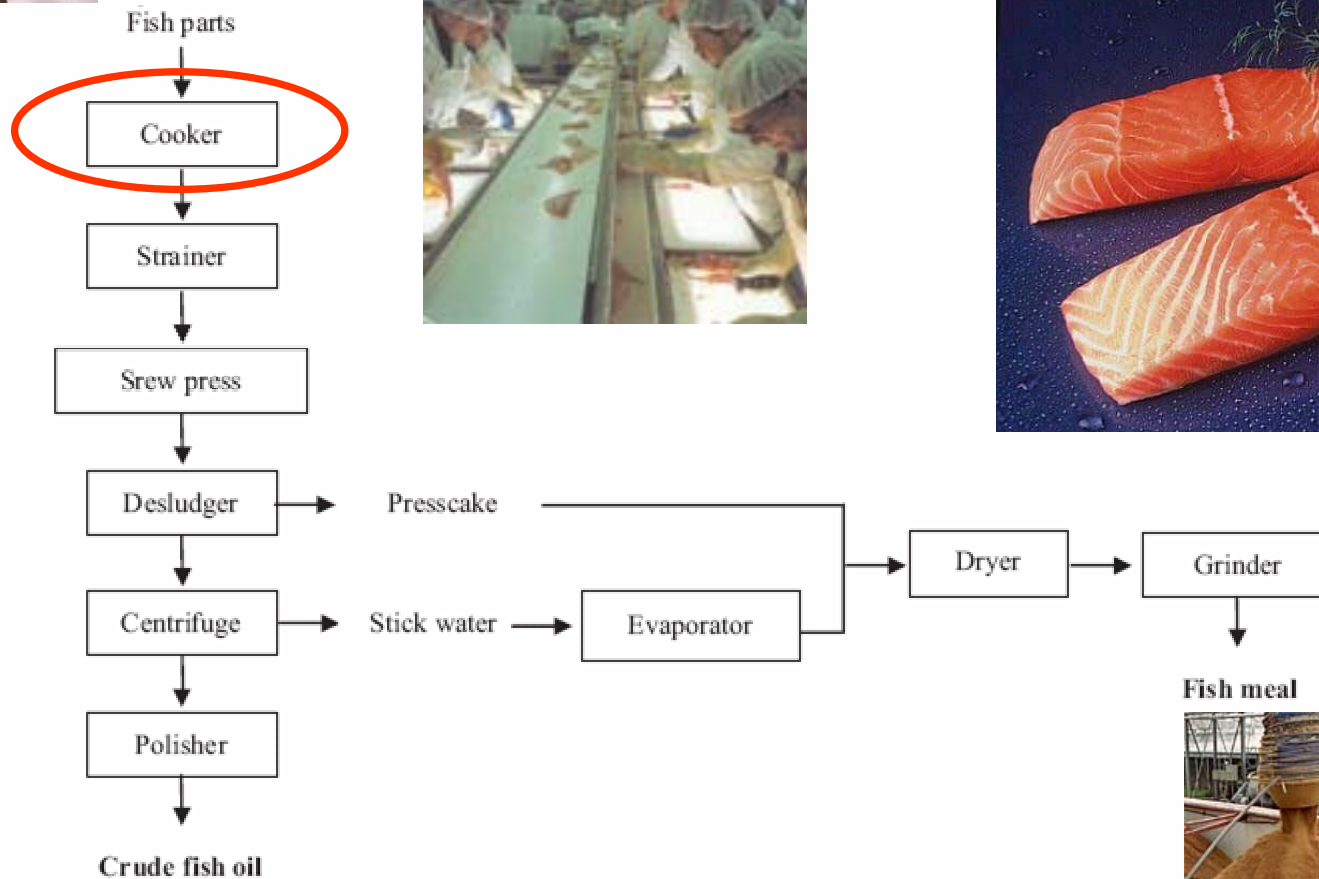 Fish parts
Cooker
Strainer
Srew press
Desludger
Presscake
Dryer
Grinder
Centrifuge
Stick water
Evaporator
Fish meal
Polisher
Crude fish oil